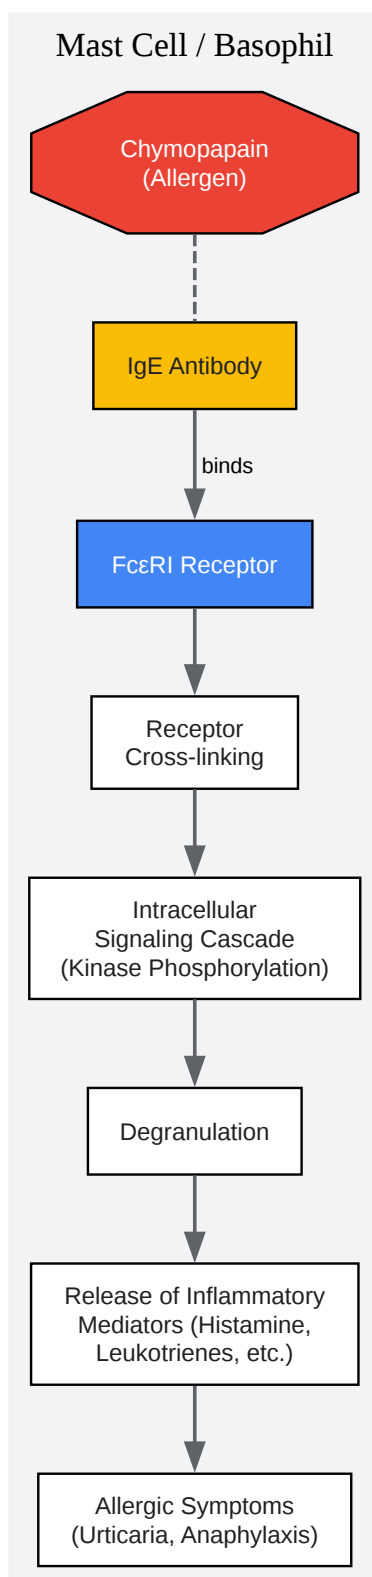 Mast Cell / Basophil
Chymopapain
(Allergen)
IgE Antibody
binds
FcεRI Receptor
Receptor
Cross-linking
Intracellular
Signaling Cascade
(Kinase Phosphorylation)
Degranulation
Release of Inflammatory
Mediators (Histamine,
Leukotrienes, etc.)
Allergic Symptoms
(Urticaria, Anaphylaxis)